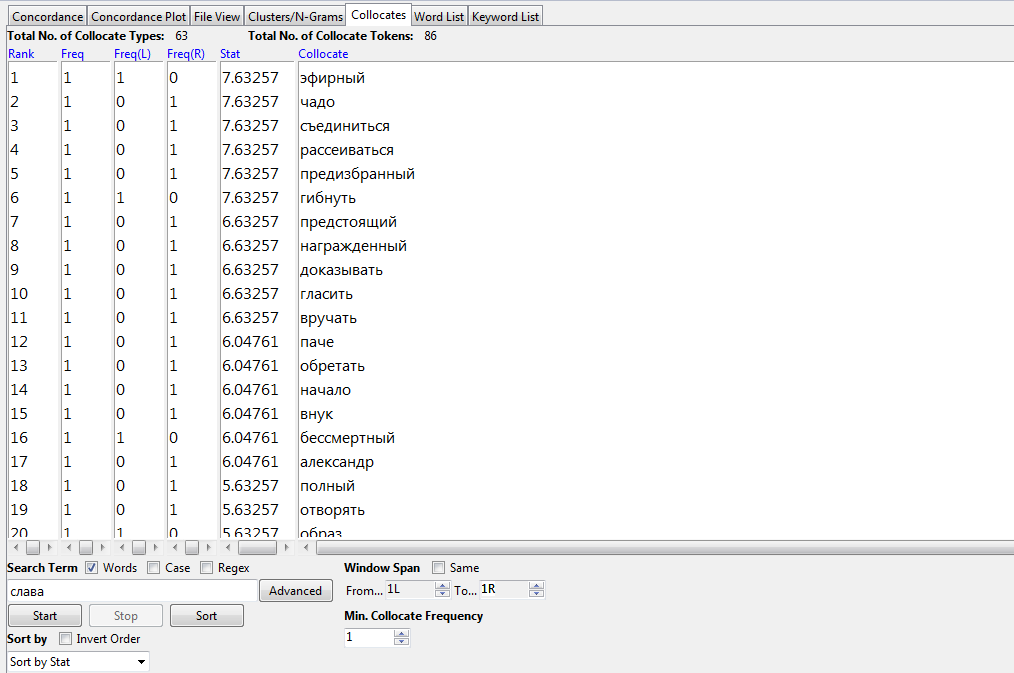 Concordance Concordance Plot File View Clusters/N-Grams Collocates Word List Keyword List
Total No. of Collocate Types: 63 Total No. of Collocate Tokens: 86
Rank Freq Freq(L) Freq(R) Stat Collocate
1 1 1 0 7.63257 эфирный
2 1 0 1 7.63257 чадо
3 1 0 1 7.63257 съединиться
4 1 0 1 7.63257 рассеиваться
5 1 0 1 7.63257 предизбранный
6 1 1 0 7.63257 гибнуть
7 1 0 1 6.63257 предстоящий
8 1 0 1 6.63257 награжденный
9 1 0 1 6.63257 доказывать
10 1 0 1 6.63257 гласить
11 1 0 1 6.63257 вручать
12 1 0 1 6.04761 паче
13 1 0 1 6.04761 обретать
14 1 0 1 6.04761 начало
15 1 0 1 6.04761 внук
16 1 1 0 6.04761 бессмертный
17 1 0 1 6.04761 александр
18 1 0 1 5.63257 полный
19 1 0 1 5.63257 отворять
20 1 1 0 5.63257 образ
Search Term Words Case Regex Window Span Same
слава Advanced From... 1L To... 1R
Start Stop Sort Min. Collocate Frequency
Sort by Invert Order 1
Sort by Stat